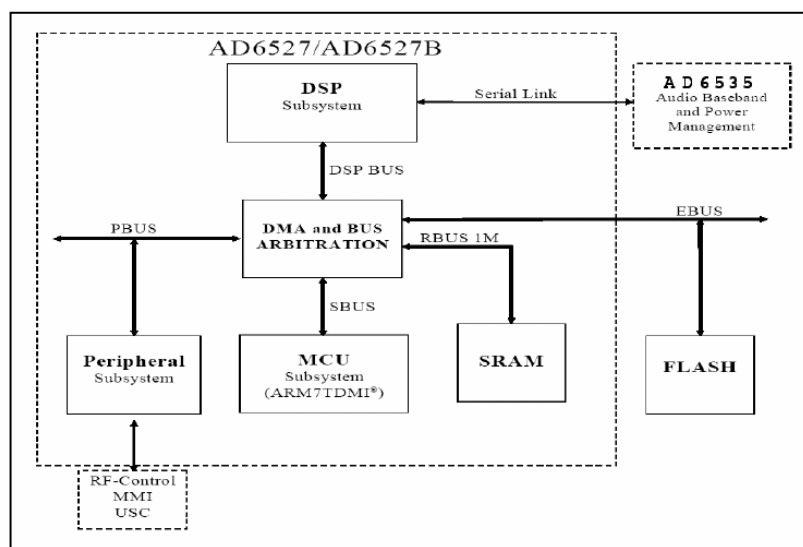 AD6527/AD6527B
DSP
Subsystem
Serial Link
AD6535
Audio Baseband
and Power
Management
DSP BUS
PBUS
DMA and BUS
ARBITRATION
EBUS
RBUS 1M
SBUS
Peripheral
Subsystem
MCU
Subsystem
(ARM7TDMI®)
SRAM
FLASH
RF-Control
MMI
USC